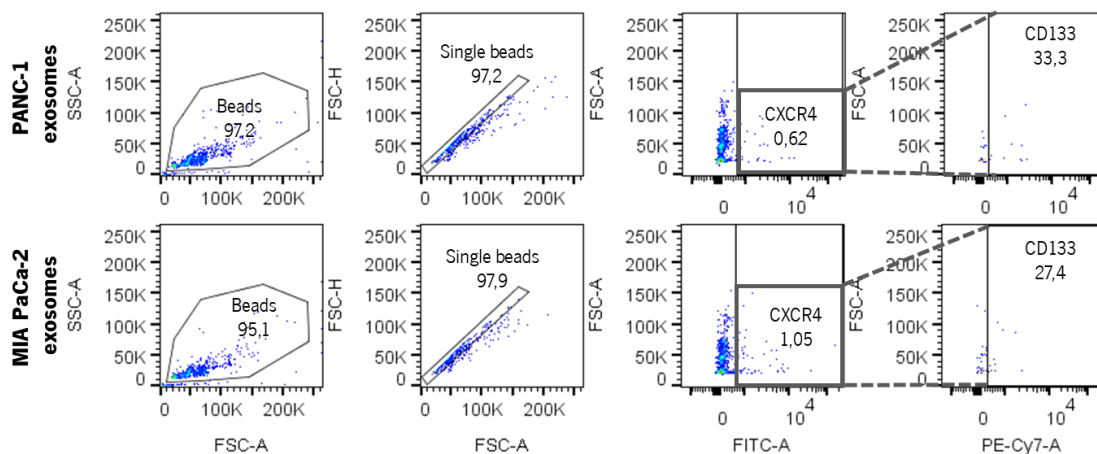 PANC-1
exosomes
SSC-A
250K
200K
150K
100K
50K
0
Beads
97,2
0
100K
200K
FSC-H
250K
200K
150K
100K
50K
0
Single beads
97,2
0
100K
200K
FSC-A
250K
200K
150K
100K
50K
0
CXCR4
0,62
0
10^4
FSC-A
250K
200K
150K
100K
50K
0
CD133
33,3
0
10^4
MIA PaCa-2
exosomes
SSC-A
250K
200K
150K
100K
50K
0
Beads
95,1
0
100K
200K
FSC-A
FSC-H
250K
200K
150K
100K
50K
0
Single beads
97,9
0
100K
200K
FSC-A
FSC-A
250K
200K
150K
100K
50K
0
CXCR4
1,05
0
10^4
FITC-A
FSC-A
250K
200K
150K
100K
50K
0
CD133
27,4
0
10^4
PE-Cy7-A